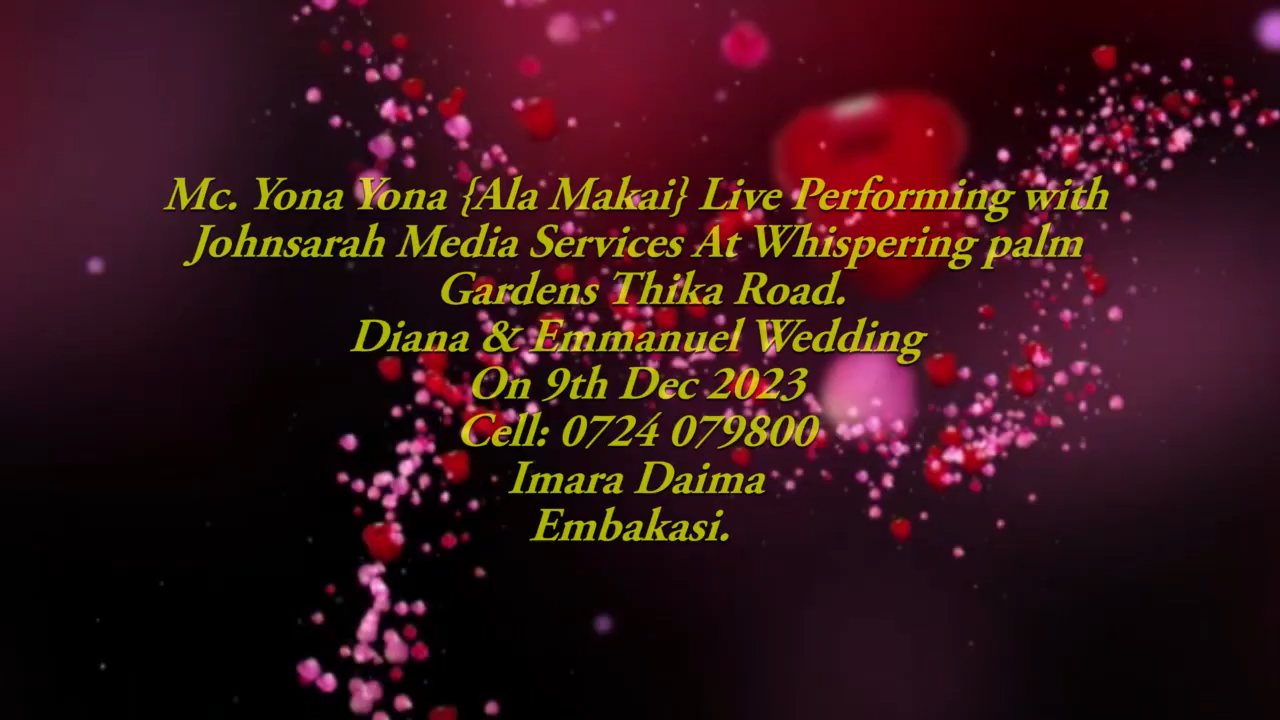 Mc. Yona Yona {Ala Makai} Live Performing with
Johnsarah Media Services At Whispering palm
Gardens Thika Road.
Diana & Emmanuel Wedding
On 9th Dec 2023
Cell: 0724 079800
Imara Daima
Embakasi.